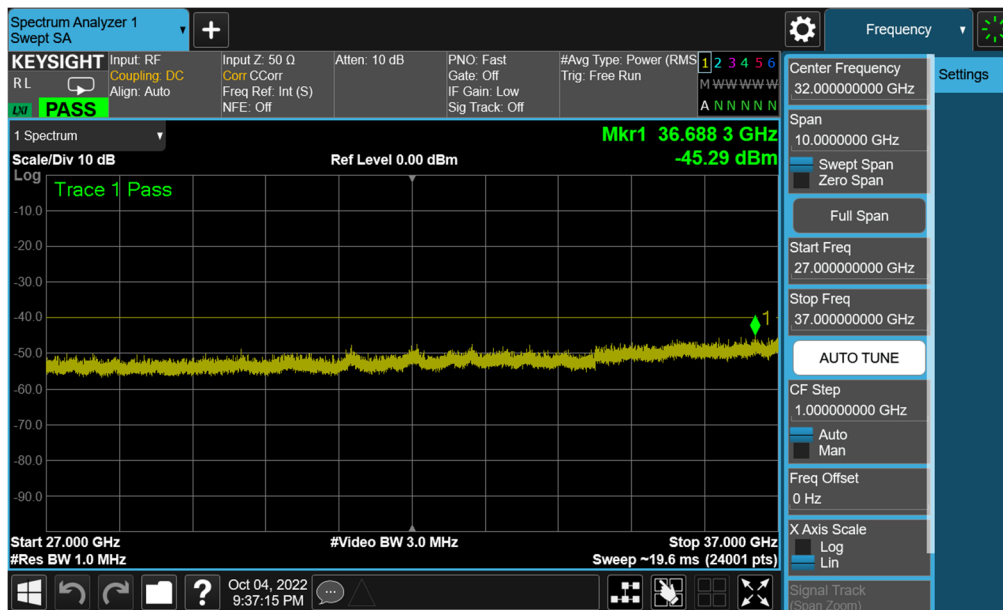 Spectrum Analyzer 1
Swept SA
Frequency
KEYSIGHT
RL
LXI PASS
Input: RF
Coupling: DC
Align: Auto
Input Z: 50 Ω
Corr CCorr
Freq Ref: Int (S)
NFE: Off
Atten: 10 dB
PNO: Fast
Gate: Off
IF Gain: Low
Sig Track: Off
#Avg Type: Power (RMS
Trig: Free Run
1 2 3 4 5 6
M W W W W W
A N N N N N
1 Spectrum
Scale/Div 10 dB
Log
Ref Level 0.00 dBm
Mkr1 36.688 3 GHz
-45.29 dBm
Trace 1 Pass
-10.0
-20.0
-30.0
-40.0
-50.0
-60.0
-70.0
-80.0
-90.0
1
Start 27.000 GHz
#Res BW 1.0 MHz
#Video BW 3.0 MHz
Stop 37.000 GHz
Sweep ~19.6 ms (24001 pts)
Oct 04, 2022
9:37:15 PM
Center Frequency
32.000000000 GHz
Span
10.0000000 GHz
Swept Span
Zero Span
Full Span
Start Freq
27.000000000 GHz
Stop Freq
37.000000000 GHz
AUTO TUNE
CF Step
1.000000000 GHz
Auto
Man
Freq Offset
0 Hz
X Axis Scale
Log
Lin
Signal Track
(Span Zoom)
Settings